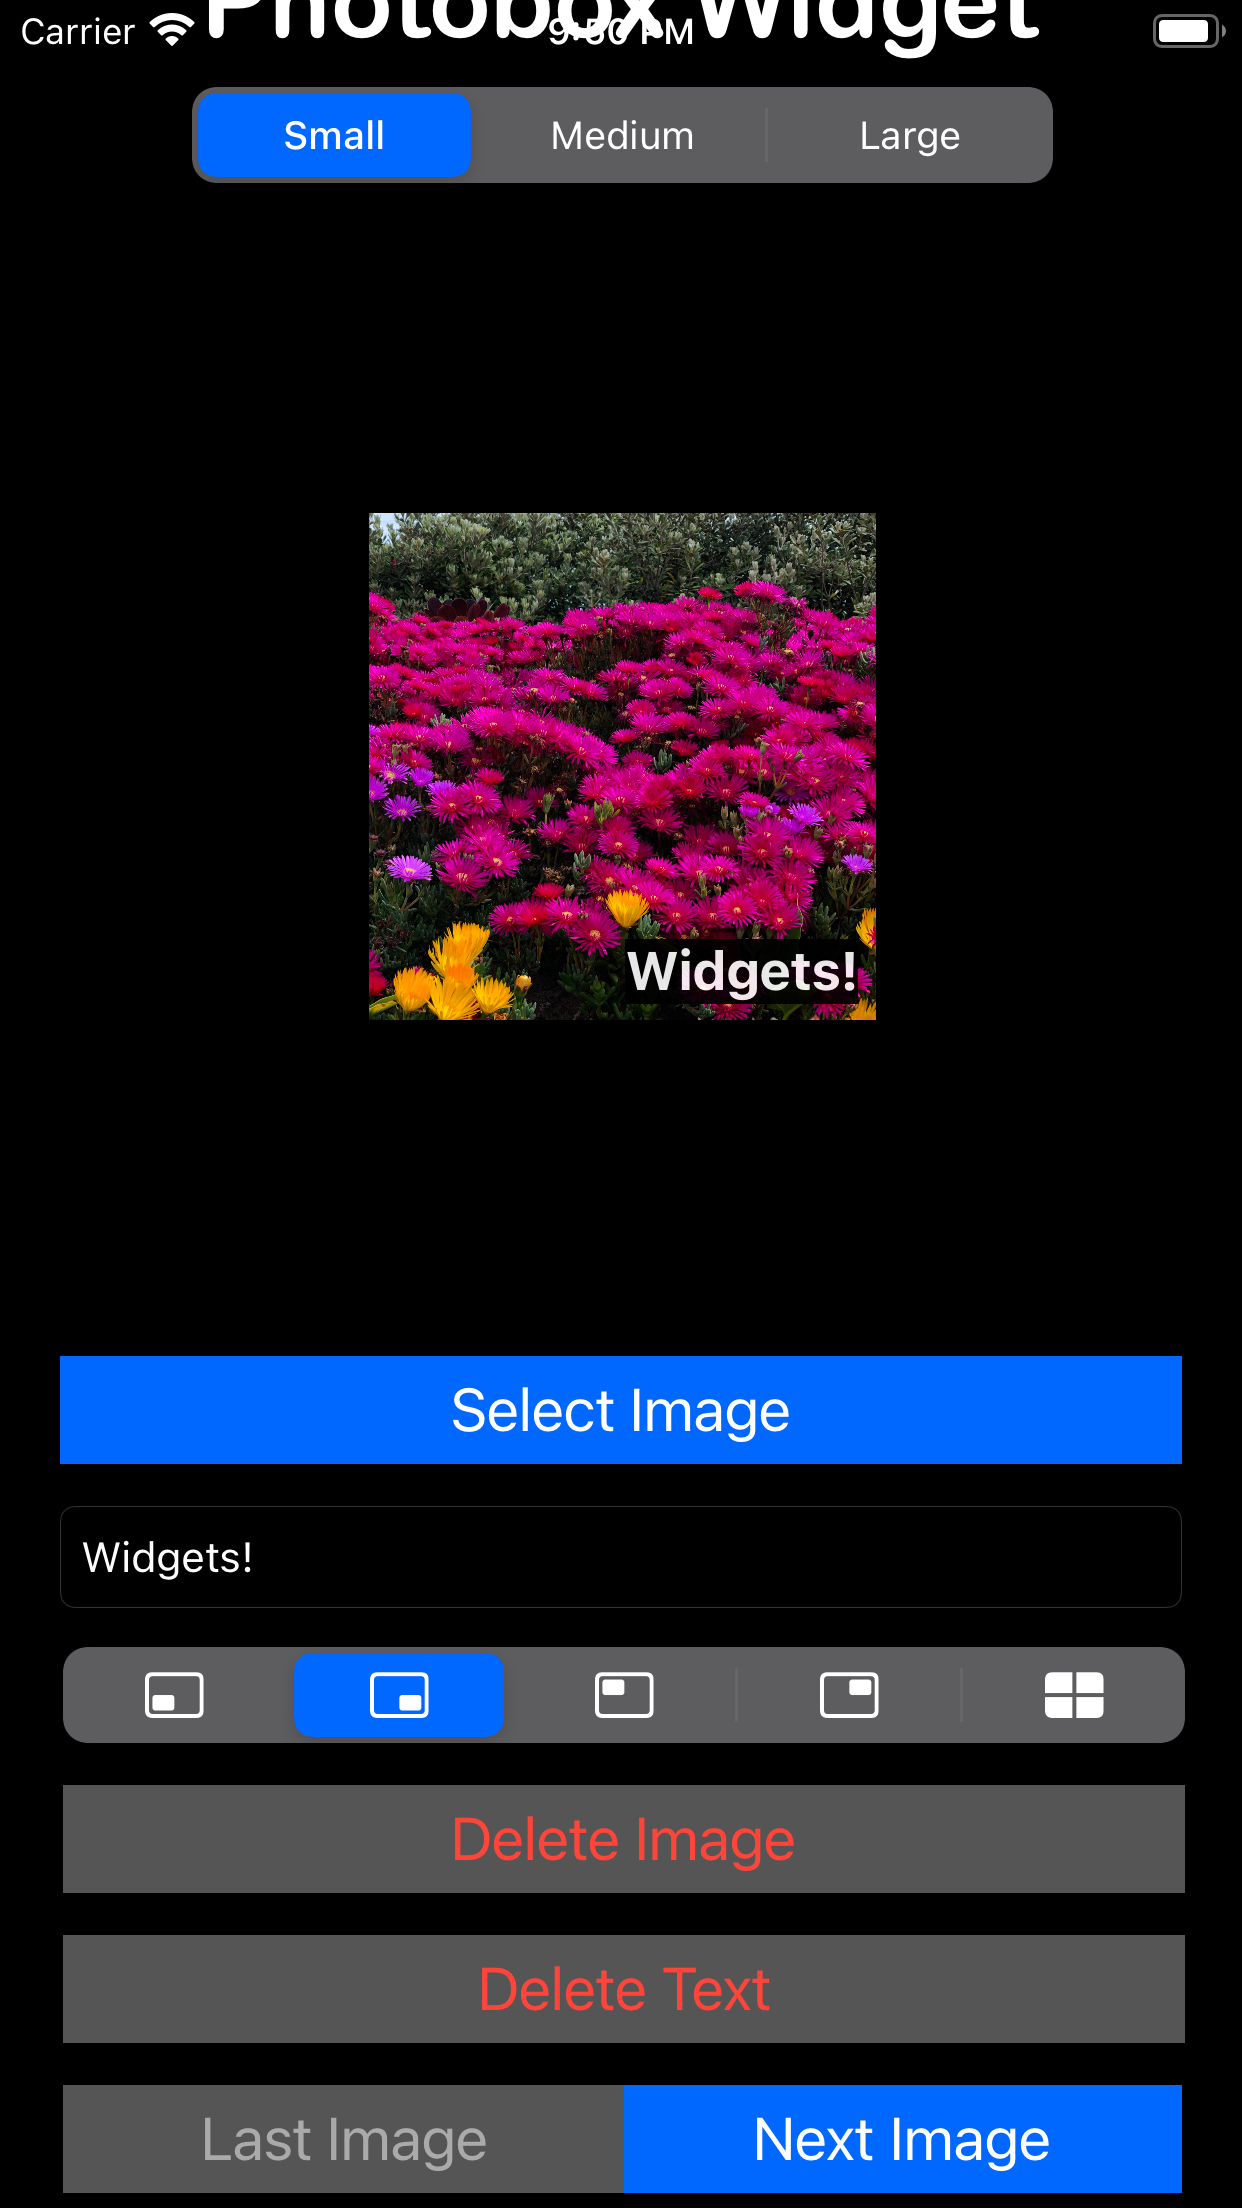 Carrier
Photobox Widget
9:50 PM
Small Medium Large
Widgets!
Select Image
Widgets!
Delete Image
Delete Text
Last Image Next Image